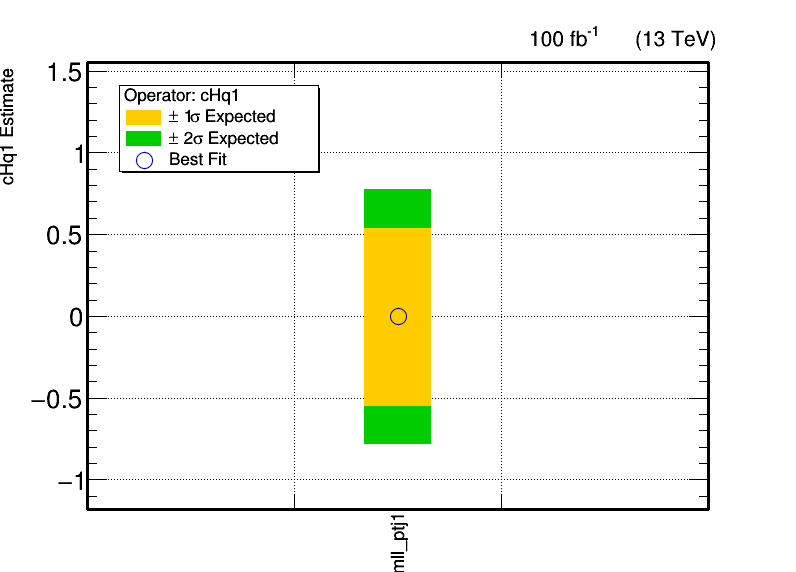 100 fb-1 (13 TeV)
cHq1 Estimate
1.5
1
0.5
0
−0.5
−1
Operator: cHq1
± 1σ Expected
± 2σ Expected
Best Fit
mll_ptj1